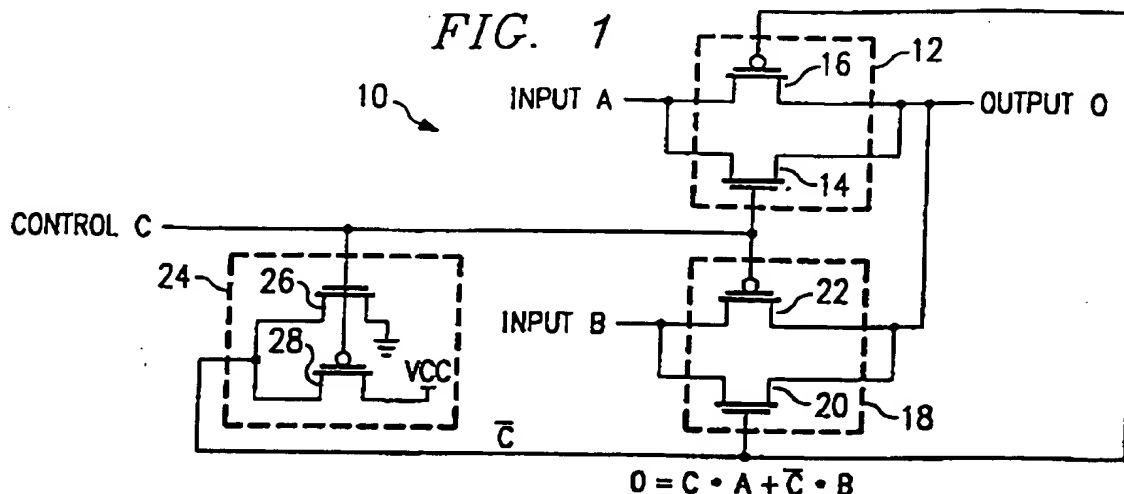 FIG. 1
12
16
INPUT A
OUTPUT O
10
14
CONTROL C
24
26
22
INPUT B
28
VCC
20
18
C̅
O = C • A + C̅ • B